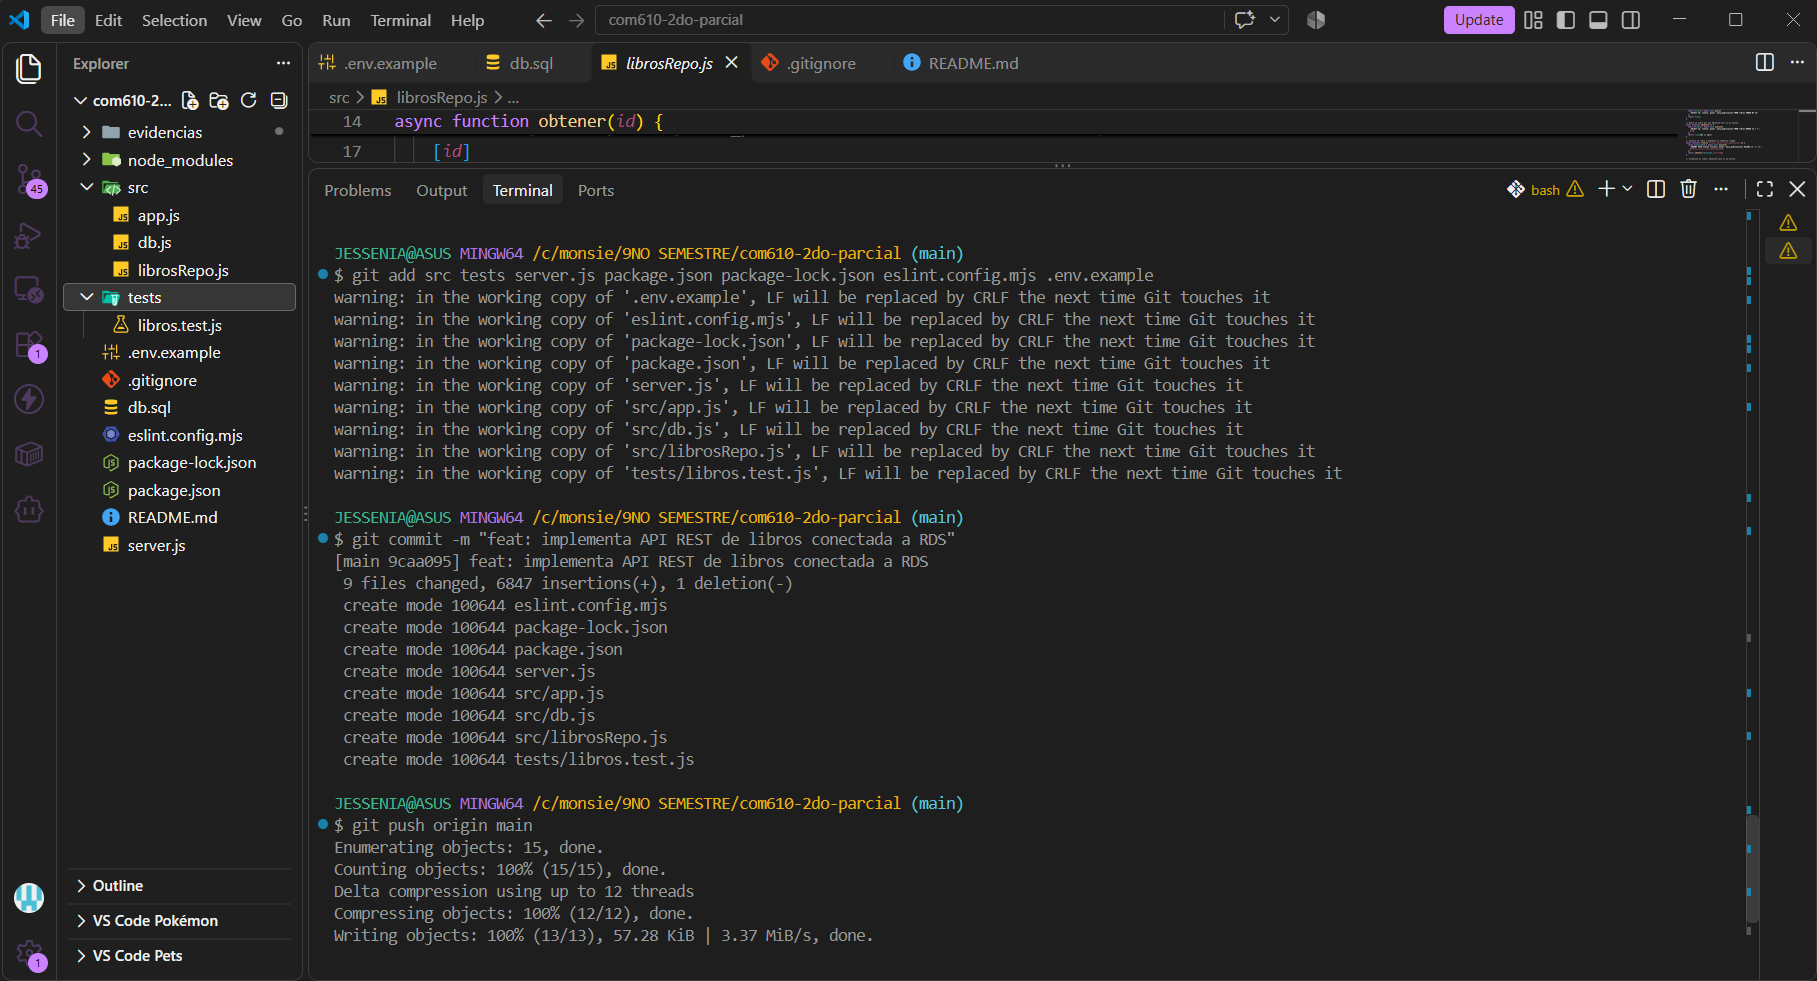 File Edit Selection View Go Run Terminal Help
com610-2do-parcial
Update
Explorer
com610-2...
evidencias
node_modules
src
app.js
db.js
librosRepo.js
tests
libros.test.js
.env.example
.gitignore
db.sql
eslint.config.mjs
package-lock.json
package.json
README.md
server.js
Outline
VS Code Pokémon
VS Code Pets
45
1
1
.env.example
db.sql
librosRepo.js
.gitignore
README.md
src > librosRepo.js > ...
14 async function obtener(id) {
17 [id]
Problems Output Terminal Ports
bash
JESSENIA@ASUS MINGW64 /c/monsie/9NO SEMESTRE/com610-2do-parcial (main)
$ git add src tests server.js package.json package-lock.json eslint.config.mjs .env.example
warning: in the working copy of '.env.example', LF will be replaced by CRLF the next time Git touches it
warning: in the working copy of 'eslint.config.mjs', LF will be replaced by CRLF the next time Git touches it
warning: in the working copy of 'package-lock.json', LF will be replaced by CRLF the next time Git touches it
warning: in the working copy of 'package.json', LF will be replaced by CRLF the next time Git touches it
warning: in the working copy of 'server.js', LF will be replaced by CRLF the next time Git touches it
warning: in the working copy of 'src/app.js', LF will be replaced by CRLF the next time Git touches it
warning: in the working copy of 'src/db.js', LF will be replaced by CRLF the next time Git touches it
warning: in the working copy of 'src/librosRepo.js', LF will be replaced by CRLF the next time Git touches it
warning: in the working copy of 'tests/libros.test.js', LF will be replaced by CRLF the next time Git touches it
JESSENIA@ASUS MINGW64 /c/monsie/9NO SEMESTRE/com610-2do-parcial (main)
$ git commit -m "feat: implementa API REST de libros conectada a RDS"
[main 9caa095] feat: implementa API REST de libros conectada a RDS
9 files changed, 6847 insertions(+), 1 deletion(-)
create mode 100644 eslint.config.mjs
create mode 100644 package-lock.json
create mode 100644 package.json
create mode 100644 server.js
create mode 100644 src/app.js
create mode 100644 src/db.js
create mode 100644 src/librosRepo.js
create mode 100644 tests/libros.test.js
JESSENIA@ASUS MINGW64 /c/monsie/9NO SEMESTRE/com610-2do-parcial (main)
$ git push origin main
Enumerating objects: 15, done.
Counting objects: 100% (15/15), done.
Delta compression using up to 12 threads
Compressing objects: 100% (12/12), done.
Writing objects: 100% (13/13), 57.28 KiB | 3.37 MiB/s, done.